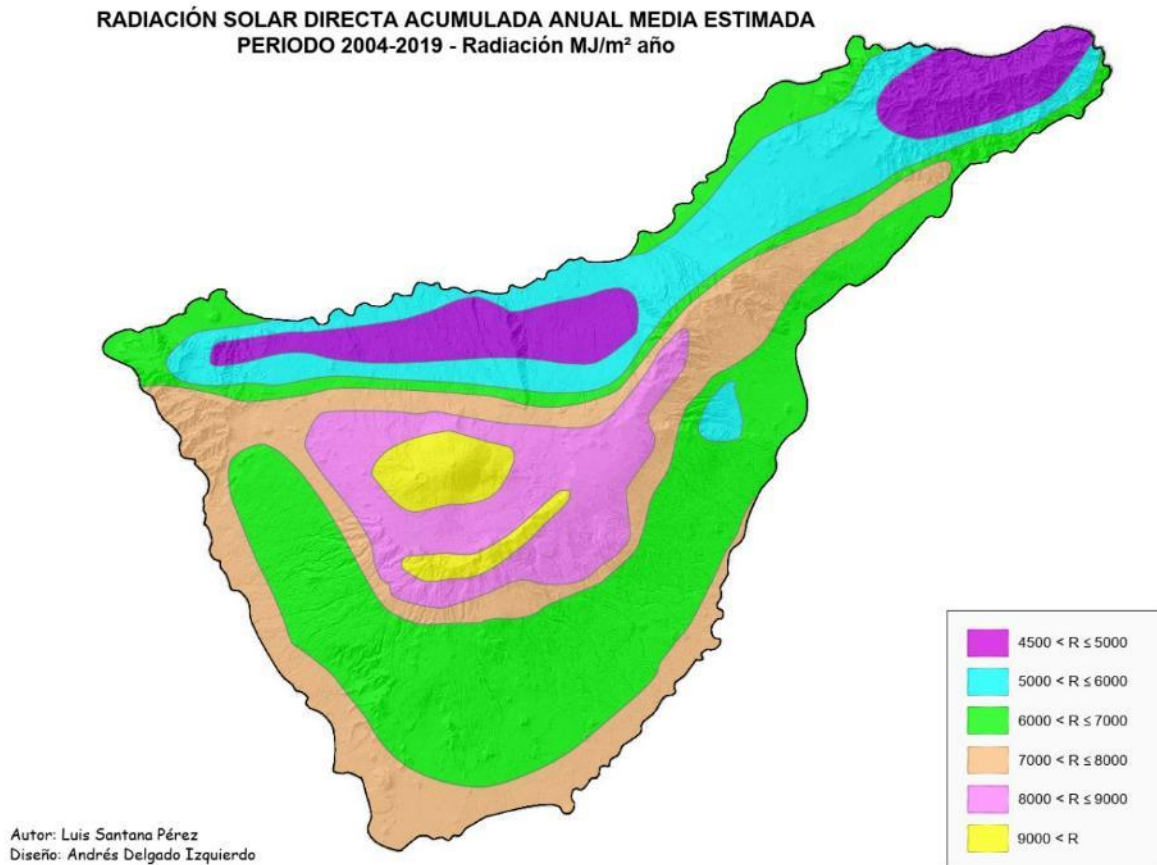 RADIACIÓN SOLAR DIRECTA ACUMULADA ANUAL MEDIA ESTIMADA
PERIODO 2004-2019 - Radiación MJ/m² año
4500 < R ≤ 5000
5000 < R ≤ 6000
6000 < R ≤ 7000
7000 < R ≤ 8000
8000 < R ≤ 9000
9000 < R
Autor: Luis Santana Pérez
Diseño: Andrés Delgado Izquierdo